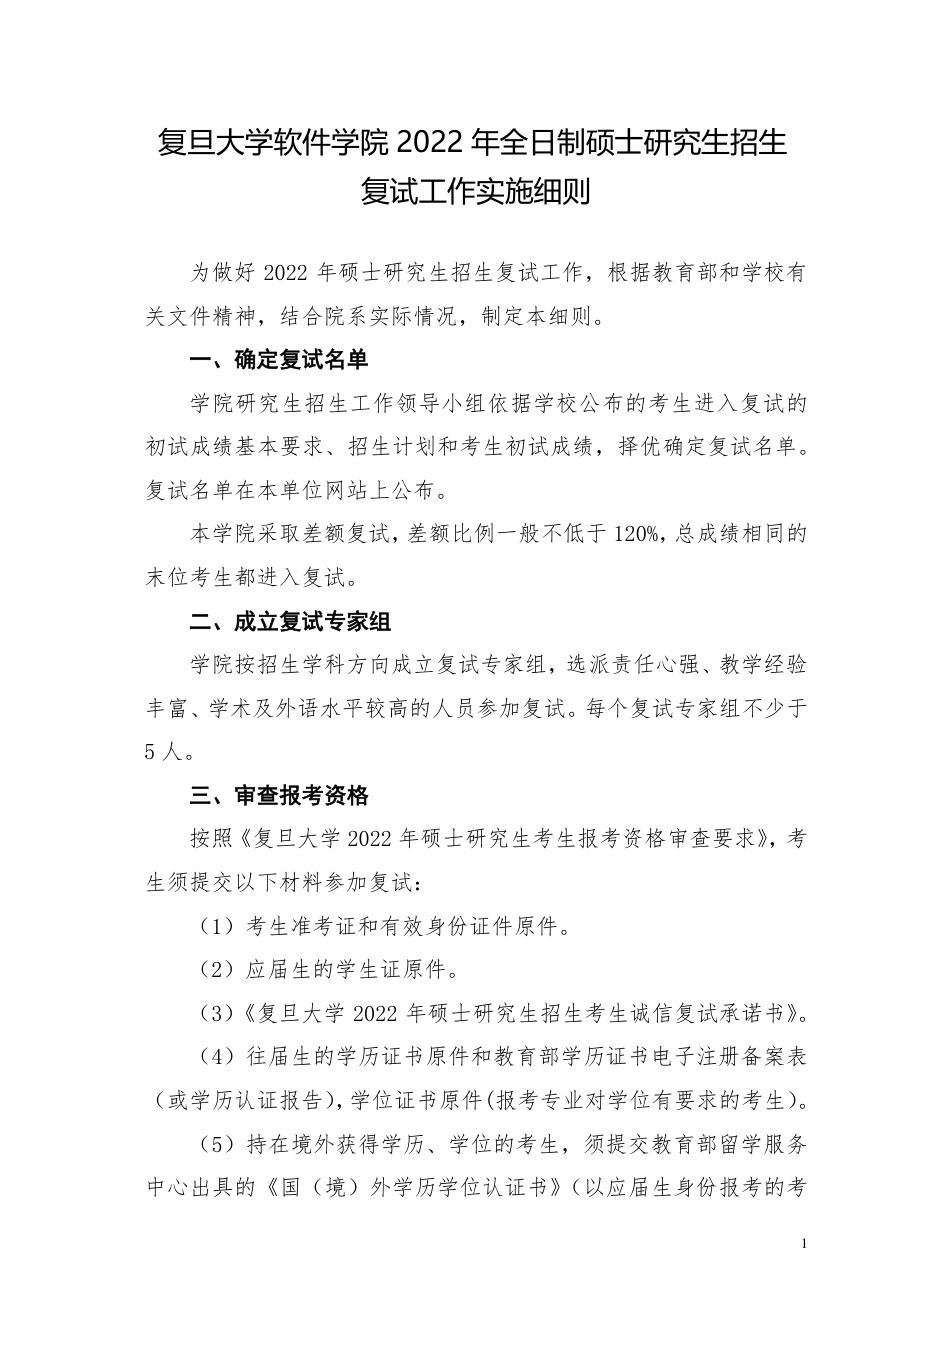 复旦大学软件学院 2022 年全日制硕士研究生招生
复试工作实施细则
为做好 2022 年硕士研究生招生复试工作，根据教育部和学校有
关文件精神，结合院系实际情况，制定本细则。
一、确定复试名单
学院研究生招生工作领导小组依据学校公布的考生进入复试的
初试成绩基本要求、招生计划和考生初试成绩，择优确定复试名单。
复试名单在本单位网站上公布。
本学院采取差额复试，差额比例一般不低于 120%，总成绩相同的
末位考生都进入复试。
二、成立复试专家组
学院按招生学科方向成立复试专家组，选派责任心强、教学经验
丰富、学术及外语水平较高的人员参加复试。每个复试专家组不少于
5 人。
三、审查报考资格
按照《复旦大学 2022 年硕士研究生考生报考资格审查要求》，考
生须提交以下材料参加复试：
（1）考生准考证和有效身份证件原件。
（2）应届生的学生证原件。
（3）《复旦大学 2022 年硕士研究生招生考生诚信复试承诺书》。
（4）往届生的学历证书原件和教育部学历证书电子注册备案表
（或学历认证报告），学位证书原件(报考专业对学位有要求的考生）。
（5）持在境外获得学历、学位的考生，须提交教育部留学服务
中心出具的《国（境）外学历学位认证书》（以应届生身份报考的考
1